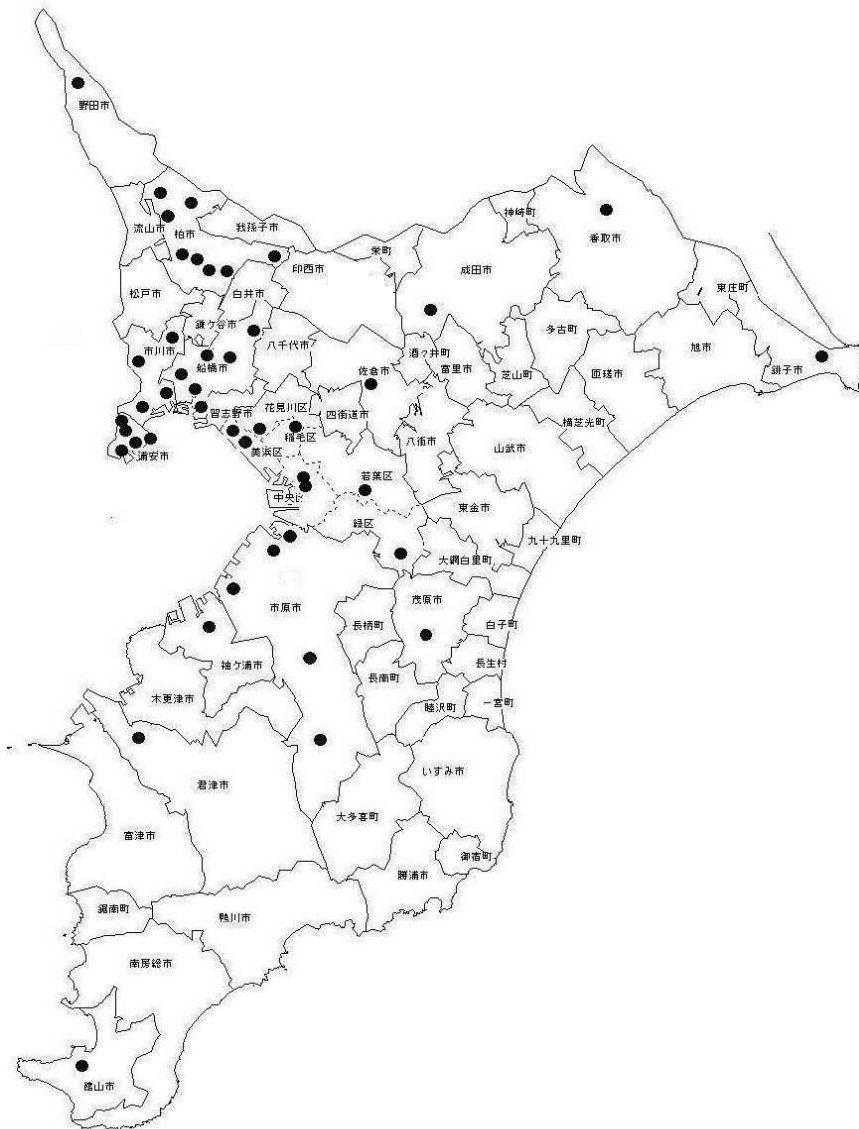 野田市
流山市
柏市
我孫子市
神崎町
香取市
栄町
成田市
印西市
東庄町
松戸市
白井市
鎌ケ谷市
多古町
市川市
八千代市
酒々井町
旭市
船橋市
佐倉市
富里市
芝山町
匝瑳市
銚子市
習志野市
花見川区
四街道市
横芝光町
稲毛区
八街市
美浜区
山武市
浦安市
若葉区
中央区
東金市
緑区
九十九里町
大網白里町
市原市
長柄町
茂原市
白子町
袖ケ浦市
長南町
長生村
木更津市
睦沢町
一宮町
いすみ市
君津市
大多喜町
富津市
御宿町
勝浦市
鋸南町
鴨川市
南房総市
館山市